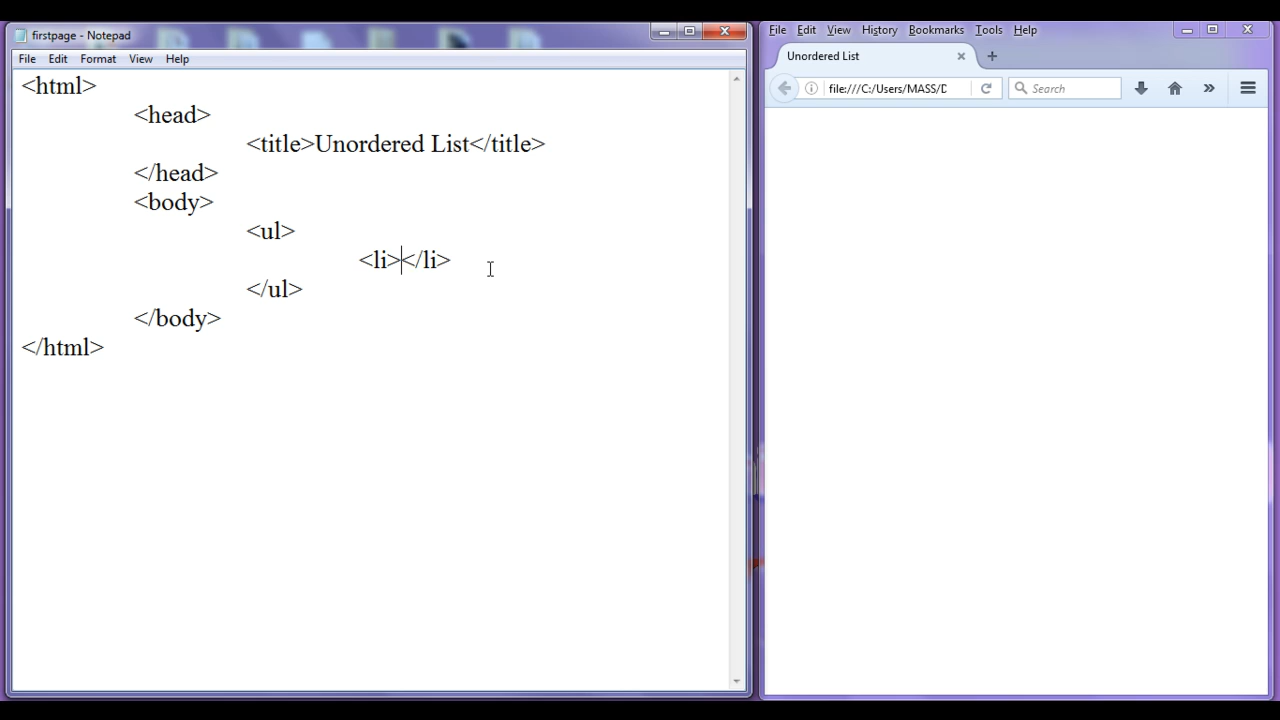 firstpage - Notepad
File Edit Format View Help
<html>
<head>
<title>Unordered List</title>
</head>
<body>
<ul>
<li></li>
</ul>
</body>
</html>
File Edit View History Bookmarks Tools Help
Unordered List
file:///C:/Users/MASS/D
Search